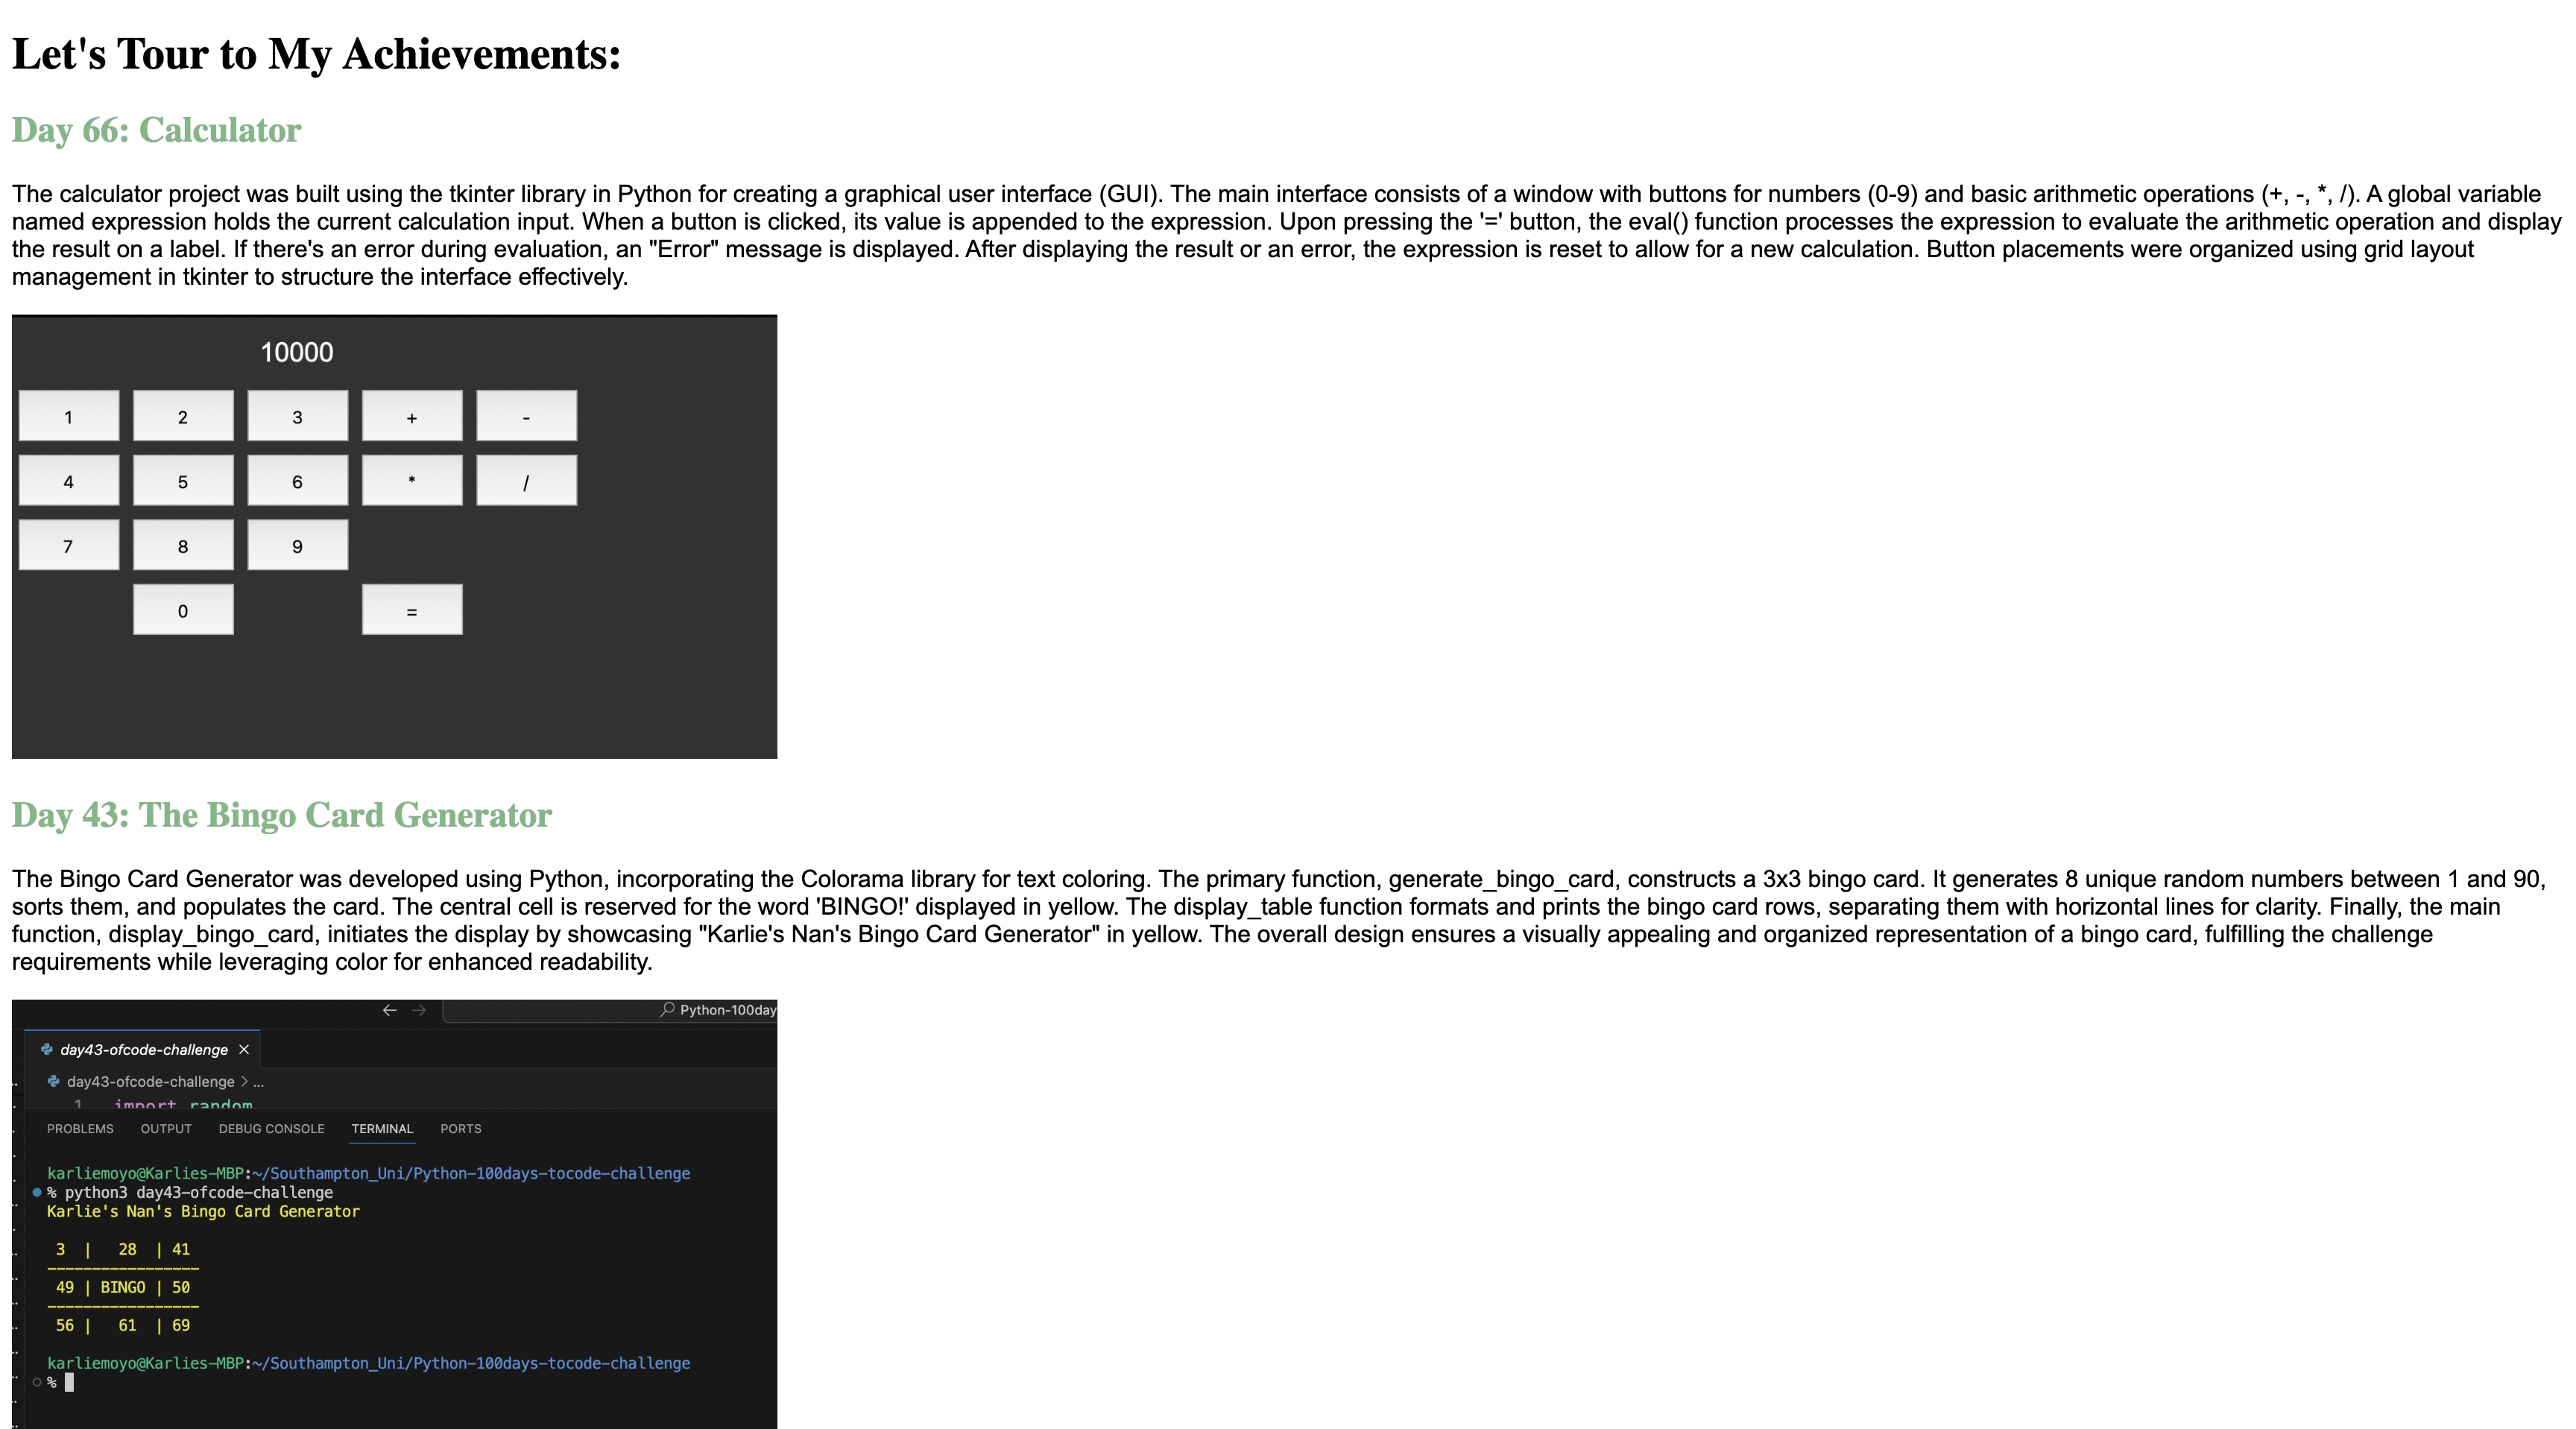 Let's Tour to My Achievements:
Day 66: Calculator
The calculator project was built using the tkinter library in Python for creating a graphical user interface (GUI). The main interface consists of a window with buttons for numbers (0-9) and basic arithmetic operations (+, -, *, /). A global variable
named expression holds the current calculation input. When a button is clicked, its value is appended to the expression. Upon pressing the '=' button, the eval() function processes the expression to evaluate the arithmetic operation and display
the result on a label. If there's an error during evaluation, an "Error" message is displayed. After displaying the result or an error, the expression is reset to allow for a new calculation. Button placements were organized using grid layout
management in tkinter to structure the interface effectively.
10000
1 2 3 + -
4 5 6 * /
7 8 9
0 =
Day 43: The Bingo Card Generator
The Bingo Card Generator was developed using Python, incorporating the Colorama library for text coloring. The primary function, generate_bingo_card, constructs a 3x3 bingo card. It generates 8 unique random numbers between 1 and 90,
sorts them, and populates the card. The central cell is reserved for the word 'BINGO!' displayed in yellow. The display_table function formats and prints the bingo card rows, separating them with horizontal lines for clarity. Finally, the main
function, display_bingo_card, initiates the display by showcasing "Karlie's Nan's Bingo Card Generator" in yellow. The overall design ensures a visually appealing and organized representation of a bingo card, fulfilling the challenge
requirements while leveraging color for enhanced readability.
Python-100day
day43-ofcode-challenge
day43-ofcode-challenge > ...
1 import random
PROBLEMS OUTPUT DEBUG CONSOLE TERMINAL PORTS
karliemoyo@Karlies-MBP:~/Southampton_Uni/Python-100days-tocode-challenge
% python3 day43-ofcode-challenge
Karlie's Nan's Bingo Card Generator
3 | 28 | 41
-----------------
49 | BINGO | 50
-----------------
56 | 61 | 69
karliemoyo@Karlies-MBP:~/Southampton_Uni/Python-100days-tocode-challenge
%